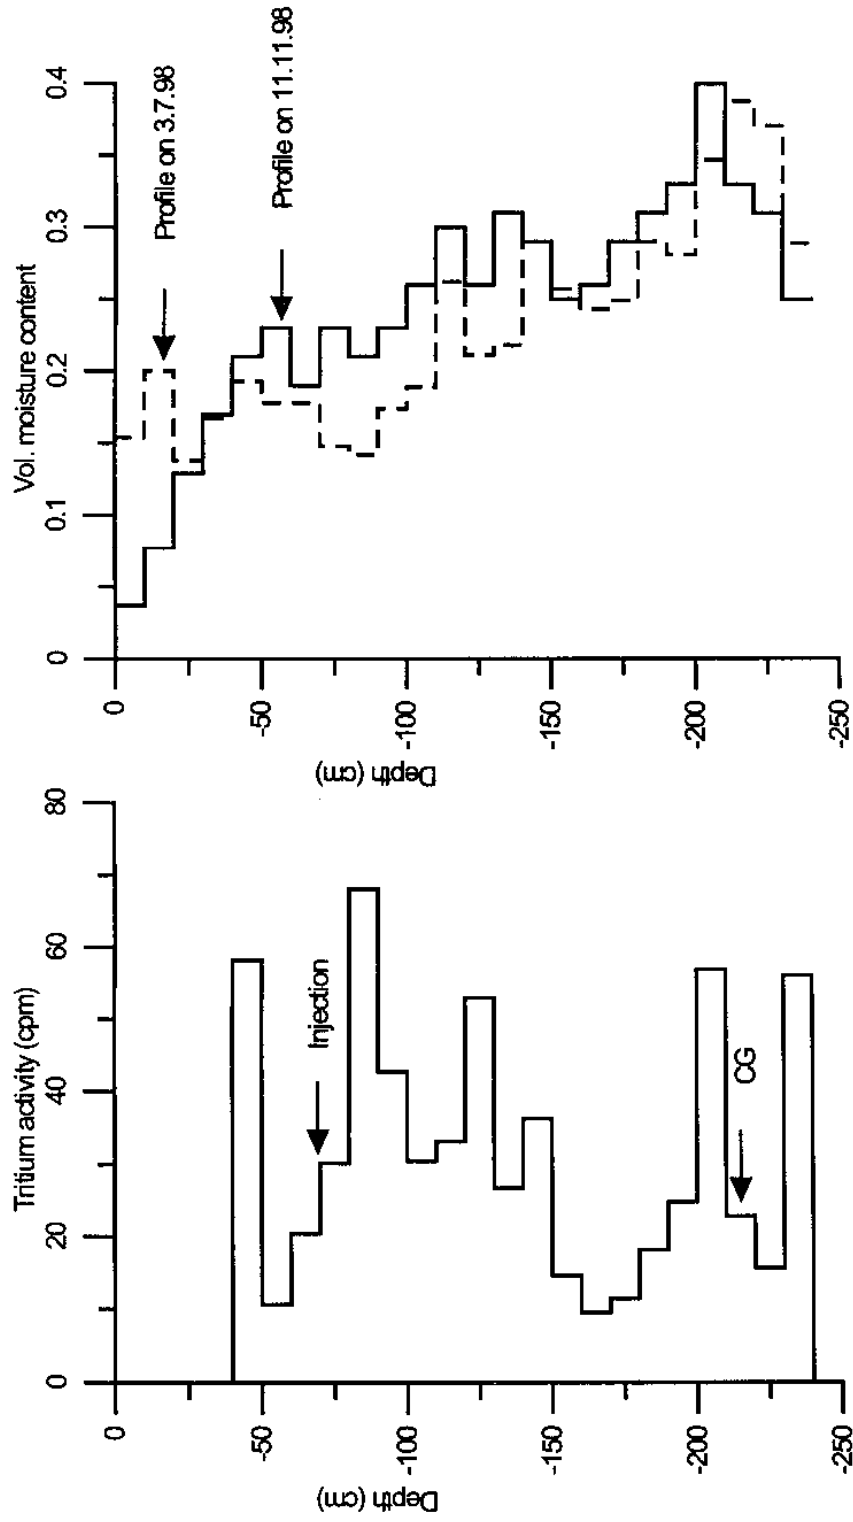 Tritium activity (cpm)
0
20
40
60
80
0
-50
-100
-150
-200
-250
Depth (cm)
Injection
CG
Vol. moisture content
0
0.1
0.2
0.3
0.4
0
-50
-100
-150
-200
-250
Depth (cm)
Profile on 3.7.98
Profile on 11.11.98